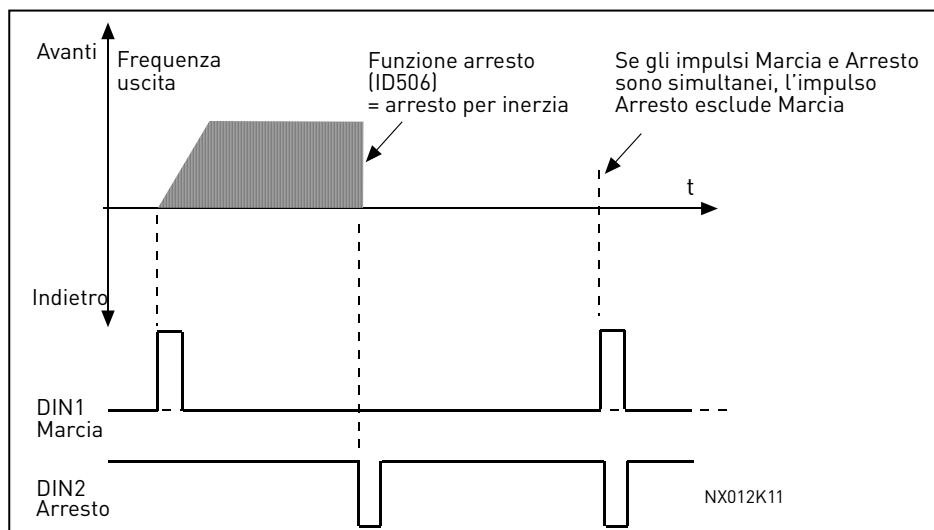 Avanti
Frequenza
uscita
Funzione arresto
(ID506)
= arresto per inerzia
Se gli impulsi Marcia e Arresto
sono simultanei, l'impulso
Arresto esclude Marcia
t
Indietro
DIN1
Marcia
DIN2
Arresto
NX012K11